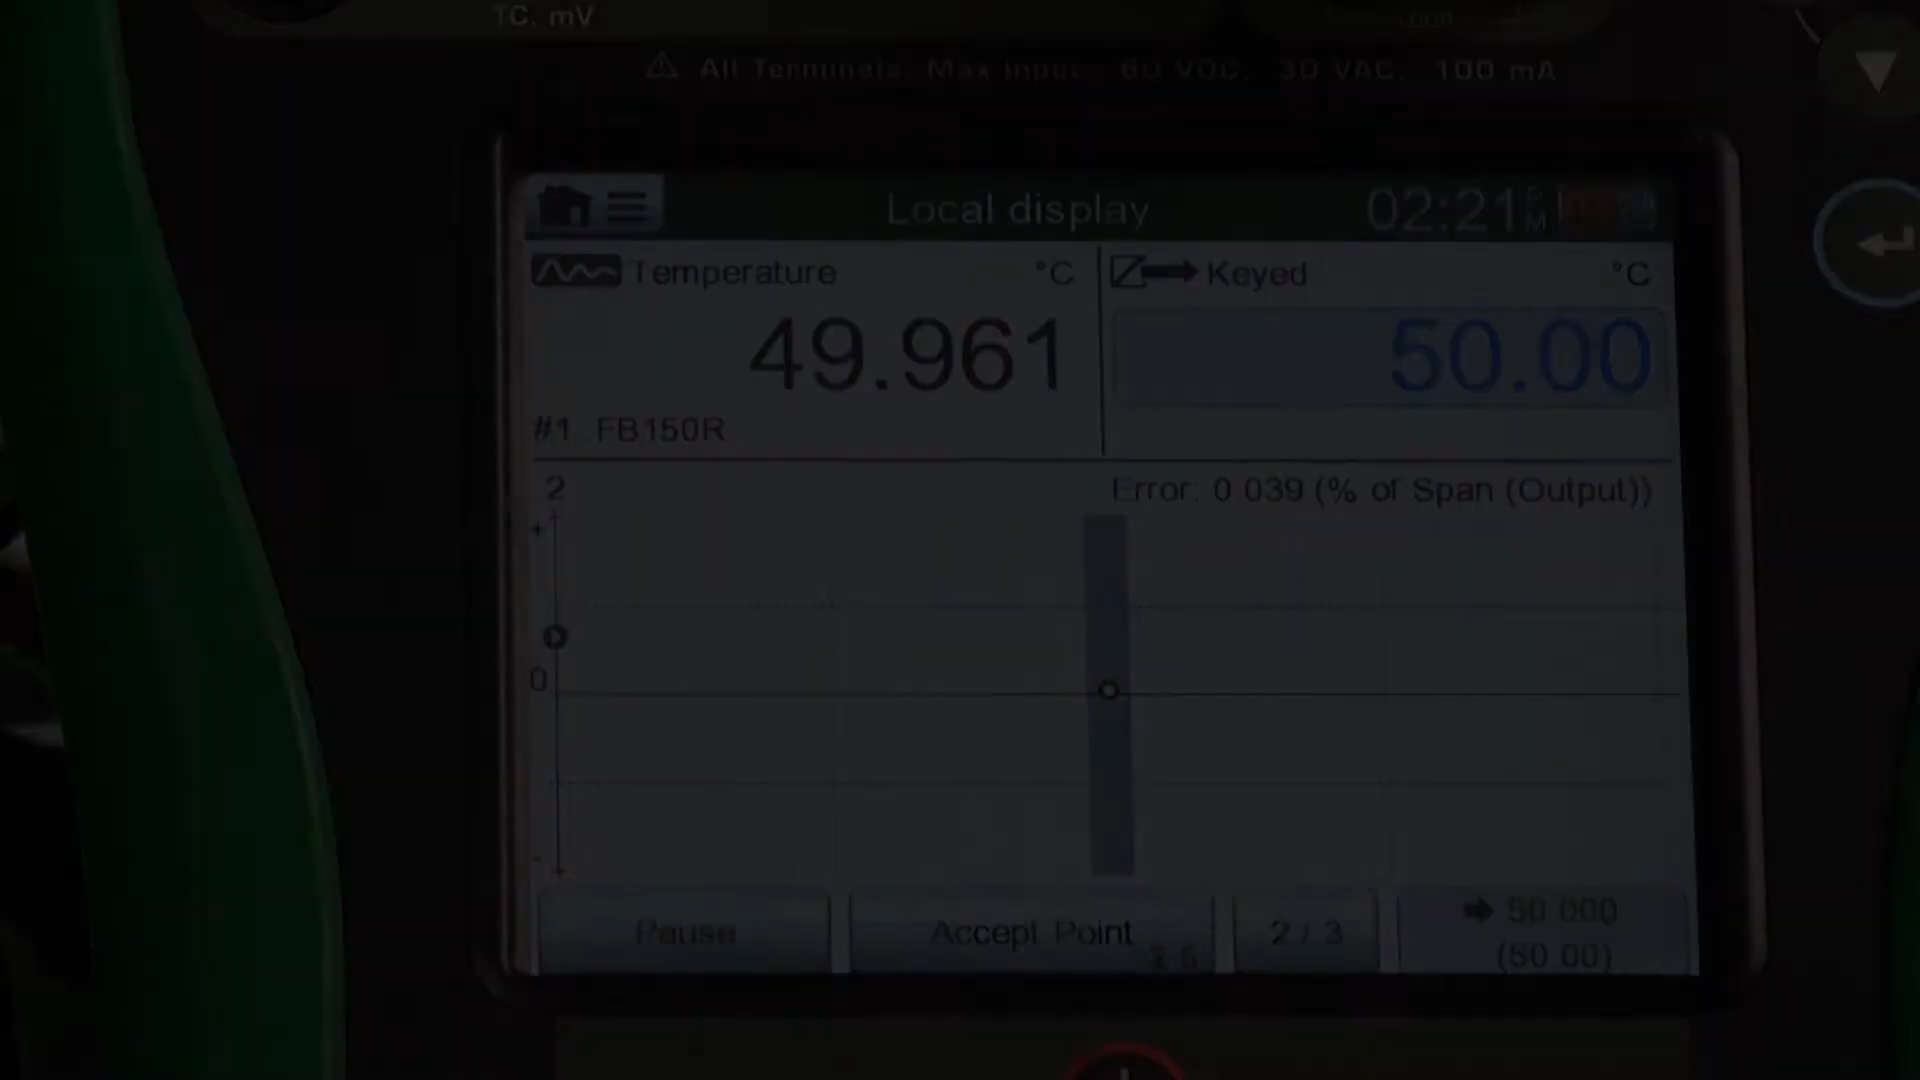 TC, mV
All Terminals, Max Input: 60 VDC, 30 VAC, 100 mA
Local display
02:21 PM
Temperature °C
Keyed °C
49.961
50.00
#1 FB150R
2
Error: 0.039 (% of Span (Output))
+
0
-
Pause
Accept Point
5
2 / 3
50.000
(50.00)